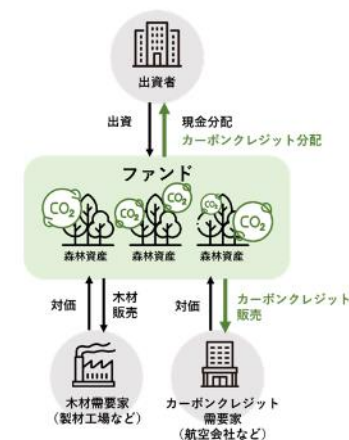 出資者
出資
現金分配
カーボンクレジット分配
ファンド
CO₂
CO₂
CO₂
CO₂
CO₂
森林資産
森林資産
森林資産
対価
木材
販売
対価
カーボンクレジット
販売
木材需要家
(製材工場など)
カーボンクレジット
需要家
(航空会社など)